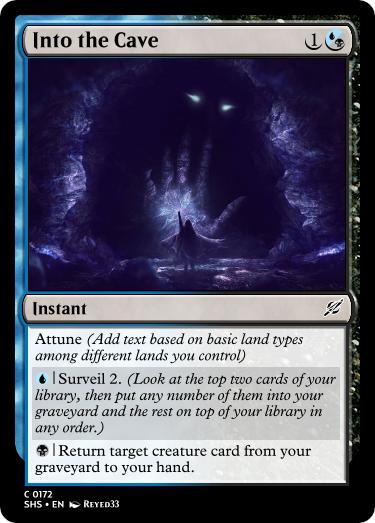 Into the Cave 1
Instant
Attune (Add text based on basic land types
among different lands you control)
| Surveil 2. (Look at the top two cards of your
library, then put any number of them into your
graveyard and the rest on top of your library in
any order.)
| Return target creature card from your
graveyard to your hand.
C 0172
SHS • EN REYED33